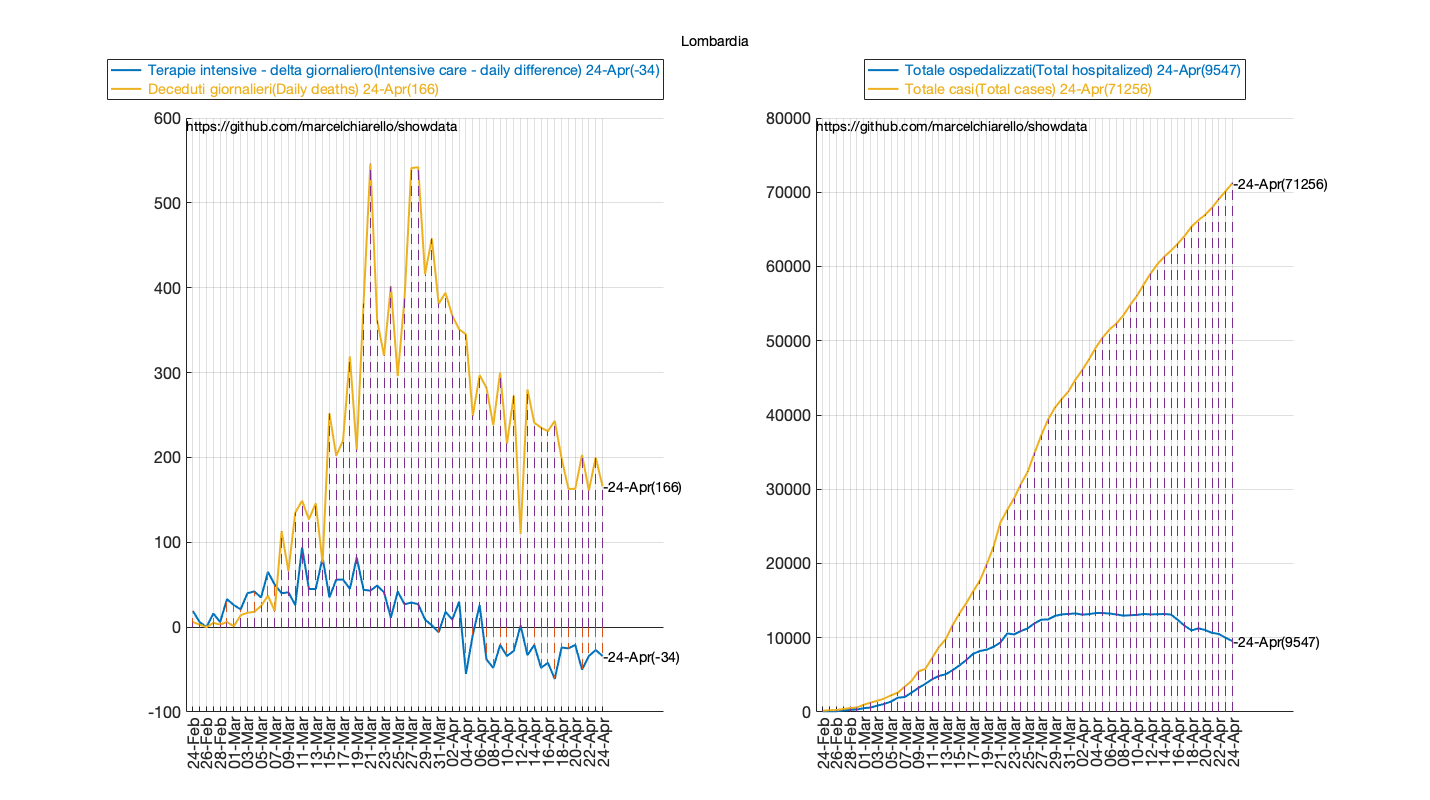 Lombardia
Terapie intensive - delta giornaliero(Intensive care - daily difference) 24-Apr(-34)
Deceduti giornalieri(Daily deaths) 24-Apr(166)
https://github.com/marcelchiarello/showdata
600
500
400
300
200
100
0
-100
-24-Apr(166)
-24-Apr(-34)
24-Feb
26-Feb
28-Feb
01-Mar
03-Mar
05-Mar
07-Mar
09-Mar
11-Mar
13-Mar
15-Mar
17-Mar
19-Mar
21-Mar
23-Mar
25-Mar
27-Mar
29-Mar
31-Mar
02-Apr
04-Apr
06-Apr
08-Apr
10-Apr
12-Apr
14-Apr
16-Apr
18-Apr
20-Apr
22-Apr
24-Apr
Totale ospedalizzati(Total hospitalized) 24-Apr(9547)
Totale casi(Total cases) 24-Apr(71256)
https://github.com/marcelchiarello/showdata
80000
70000
60000
50000
40000
30000
20000
10000
0
-24-Apr(71256)
-24-Apr(9547)
24-Feb
26-Feb
28-Feb
01-Mar
03-Mar
05-Mar
07-Mar
09-Mar
11-Mar
13-Mar
15-Mar
17-Mar
19-Mar
21-Mar
23-Mar
25-Mar
27-Mar
29-Mar
31-Mar
02-Apr
04-Apr
06-Apr
08-Apr
10-Apr
12-Apr
14-Apr
16-Apr
18-Apr
20-Apr
22-Apr
24-Apr